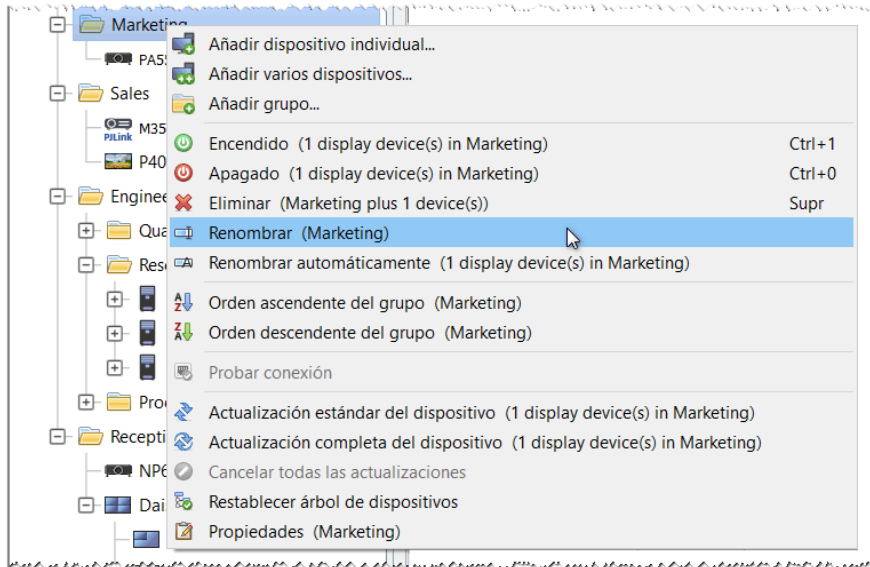 Marketing
PA55
Sales
PJLink M35
P40
Enginee
Qua
Rese
Pro
Recepti
NP6
Dai
Añadir dispositivo individual...
Añadir varios dispositivos...
Añadir grupo...
Encendido (1 display device(s) in Marketing) Ctrl+1
Apagado (1 display device(s) in Marketing) Ctrl+0
Eliminar (Marketing plus 1 device(s)) Supr
Renombrar (Marketing)
Renombrar automáticamente (1 display device(s) in Marketing)
Orden ascendente del grupo (Marketing)
Orden descendente del grupo (Marketing)
Probar conexión
Actualización estándar del dispositivo (1 display device(s) in Marketing)
Actualización completa del dispositivo (1 display device(s) in Marketing)
Cancelar todas las actualizaciones
Restablecer árbol de dispositivos
Propiedades (Marketing)